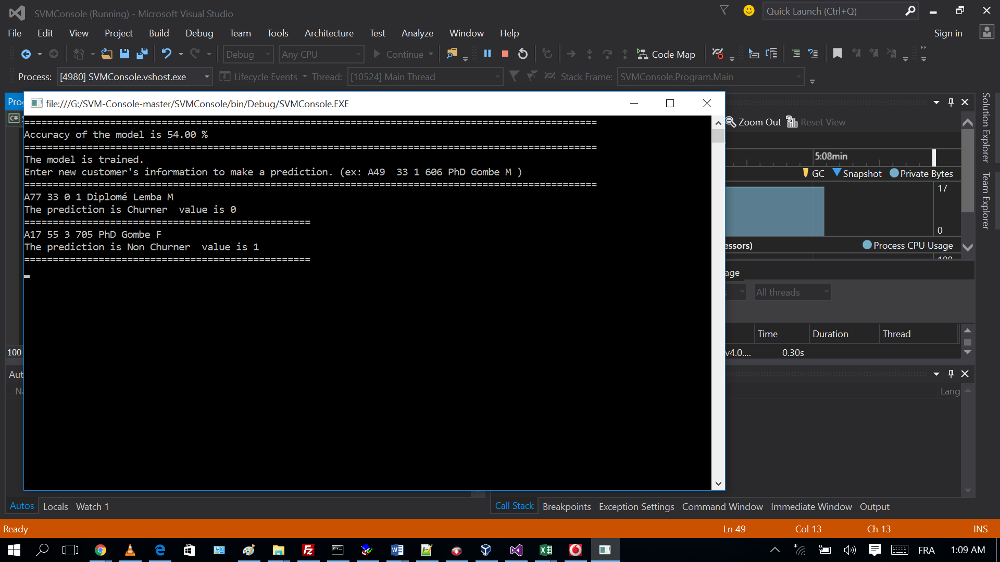 SVMConsole (Running) - Microsoft Visual Studio
Quick Launch (Ctrl+Q)
File Edit View Project Build Debug Team Tools Architecture Test Analyze Window Help
Sign in
Debug Any CPU Continue Code Map
Process: [4980] SVMConsole.vshost.exe Lifecycle Events Thread: [10524] Main Thread Stack Frame: SVMConsole.Program.Main
file:///G:/SVM-Console-master/SVMConsole/bin/Debug/SVMConsole.EXE
====================================================================================================
Accuracy of the model is 54.00 %
====================================================================================================
The model is trained.
Enter new customer's information to make a prediction. (ex: A49  33 1 606 PhD Gombe M )
====================================================================================================
A77 33 0 1 Diplomé Lemba M
The prediction is Churner  value is 0
==================================================
A17 55 3 705 PhD Gombe F
The prediction is Non Churner  value is 1
==================================================
C#
Zoom Out Reset View
5:08min
GC Snapshot Private Bytes
17
0
Process CPU Usage
All threads
Time Duration Thread
v4.0.... 0.30s
Lang
100
Solution Explorer
Team Explorer
Autos Locals Watch 1
Call Stack Breakpoints Exception Settings Command Window Immediate Window Output
Ready Ln 49 Col 13 Ch 13 INS
FRA 1:09 AM